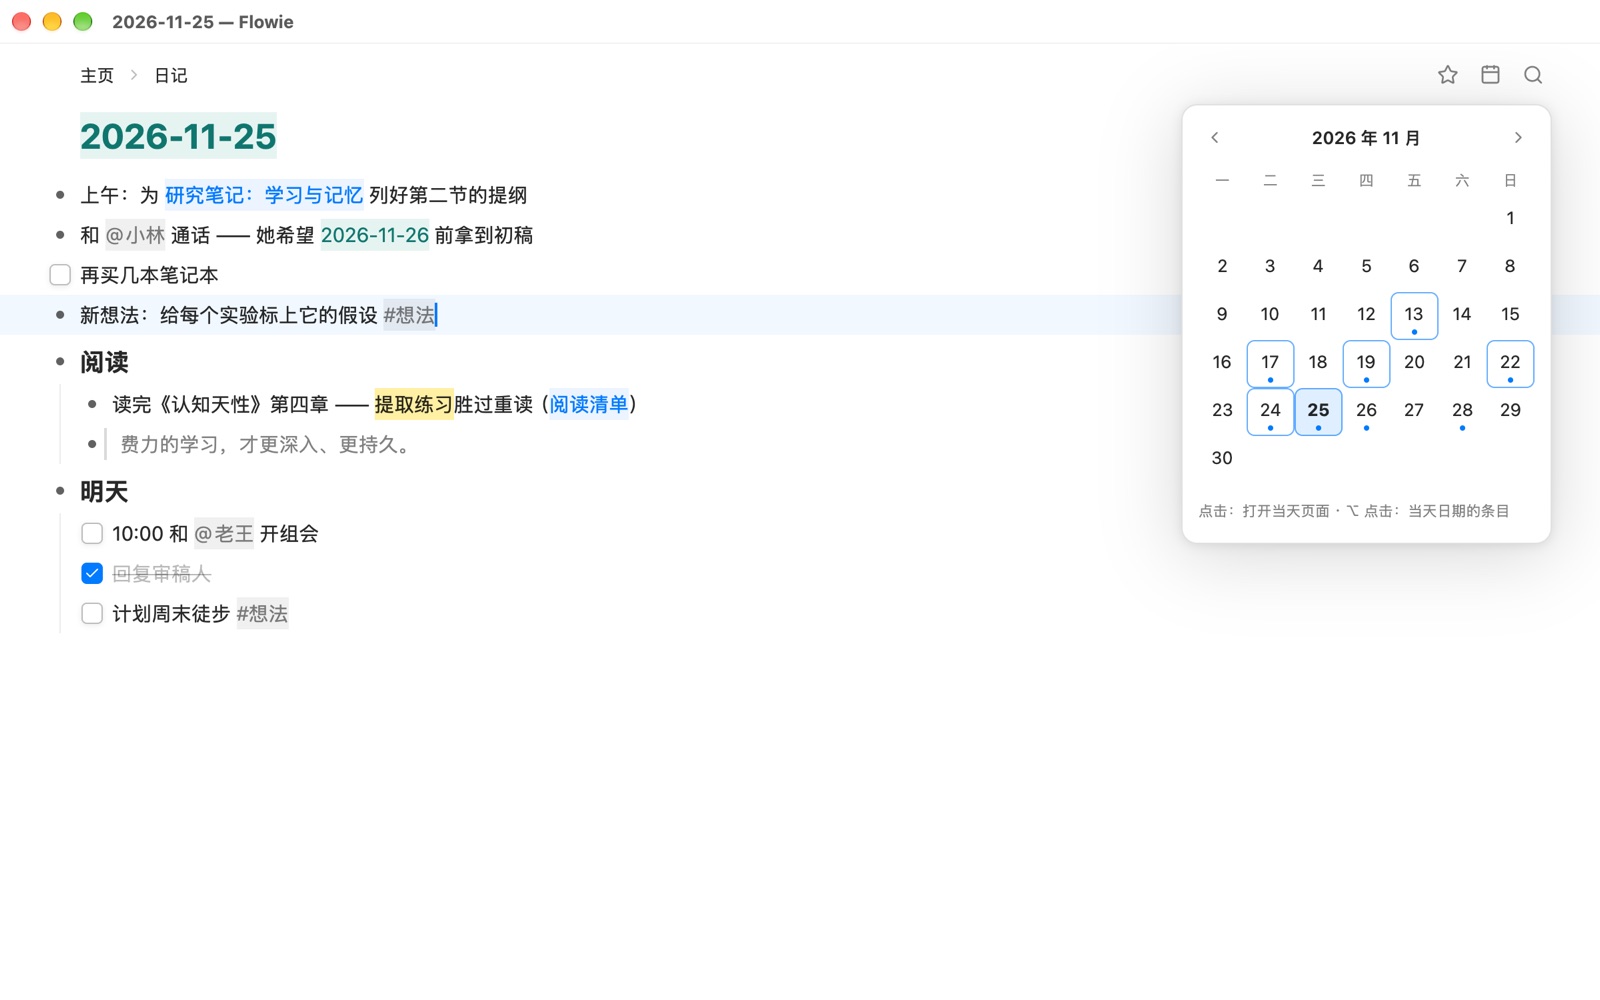 2026-11-25 — Flowie
主页 > 日记
2026-11-25
上午：为 研究笔记：学习与记忆 列好第二节的提纲
和 @小林 通话 —— 她希望 2026-11-26 前拿到初稿
再买几本笔记本
新想法：给每个实验标上它的假设 #想法
阅读
读完《认知天性》第四章 —— 提取练习胜过重读（阅读清单）
费力的学习，才更深入、更持久。
明天
10:00 和 @老王 开组会
回复审稿人
计划周末徒步 #想法
2026 年 11 月
一 二 三 四 五 六 日
1
2 3 4 5 6 7 8
9 10 11 12 13 14 15
16 17 18 19 20 21 22
23 24 25 26 27 28 29
30
点击：打开当天页面 · ⌥ 点击：当天日期的条目